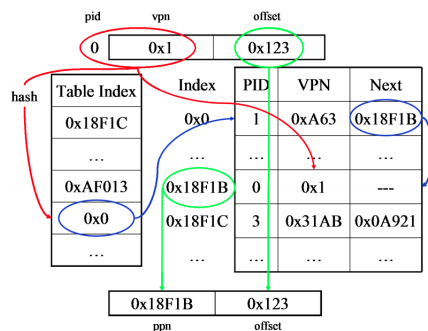 pid vpn offset
0 0x1 0x123
hash
Table Index Index PID VPN Next
0x18F1C 0x0 1 0xA63 0x18F1B
... ... ... ... ...
0xAF013 0x18F1B 0 0x1 ---
0x0 0x18F1C 3 0x31AB 0x0A921
... ... ... ... ...
0x18F1B 0x123
ppn offset